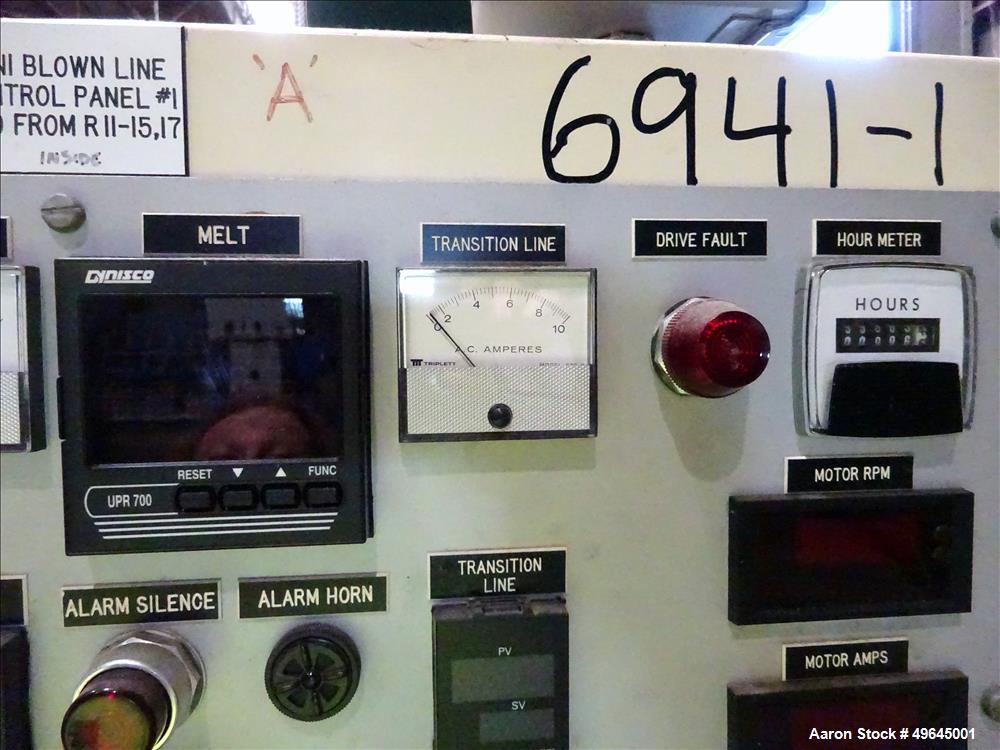 NI BLOWN LINE
TROL PANEL #1
FROM R11-15,17
INSIDE
'A'
6941-1
MELT
TRANSITION LINE
DRIVE FAULT
HOUR METER
DYNISCO
0 2 4 6 8 10
A.C. AMPERES
TRIPLETT
HOURS
RESET ▼ ▲ FUNC
UPR 700
MOTOR RPM
ALARM SILENCE
ALARM HORN
TRANSITION
LINE
PV
SV
MOTOR AMPS
Aaron Stock # 49645001